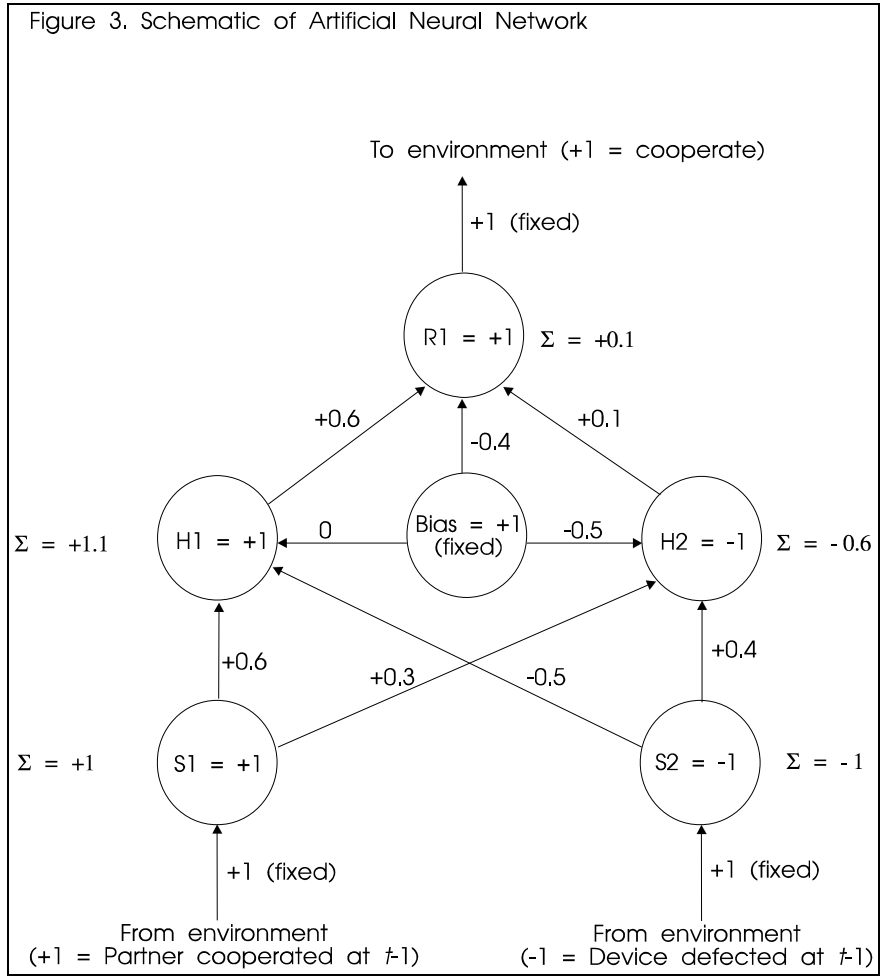 Figure 3. Schematic of Artificial Neural Network
To environment (+1 = cooperate)
+1 (fixed)
R1 = +1
Σ = +0.1
+0.6
-0.4
+0.1
Σ = +1.1
H1 = +1
0
Bias = +1
(fixed)
-0.5
H2 = -1
Σ = - 0.6
+0.6
+0.3
-0.5
+0.4
Σ = +1
S1 = +1
S2 = -1
Σ = - 1
+1 (fixed)
+1 (fixed)
From environment
(+1 = Partner cooperated at t-1)
From environment
(-1 = Device defected at t-1)